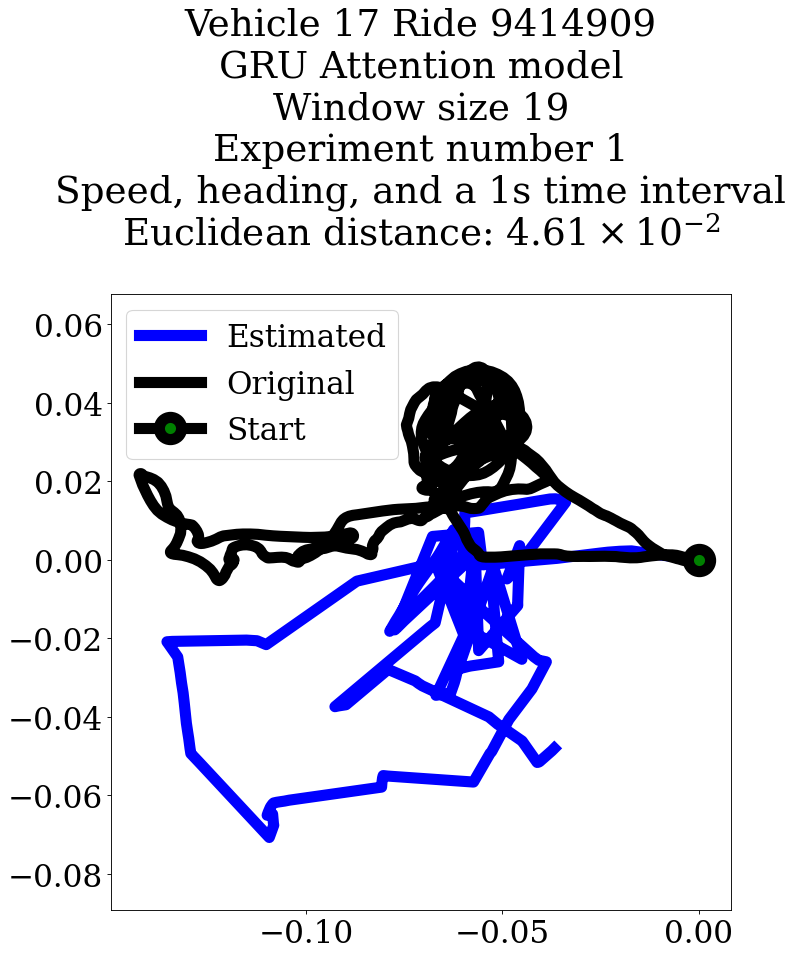 Vehicle 17 Ride 9414909
GRU Attention model
Window size 19
Experiment number 1
Speed, heading, and a 1s time interval
Euclidean distance: 4.61 × 10⁻²
Estimated
Original
Start
0.06
0.04
0.02
0.00
−0.02
−0.04
−0.06
−0.08
−0.10
−0.05
0.00